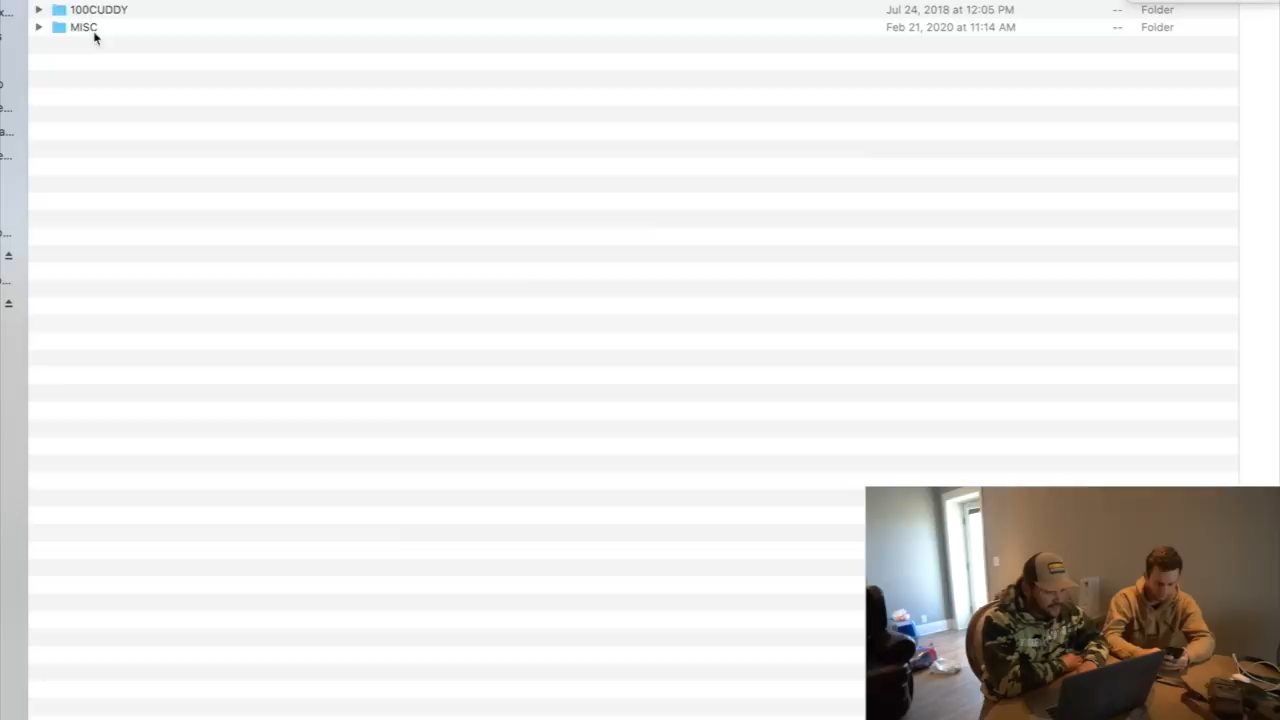 100CUDDY Jul 24, 2018 at 12:05 PM -- Folder
MISC Feb 21, 2020 at 11:14 AM -- Folder